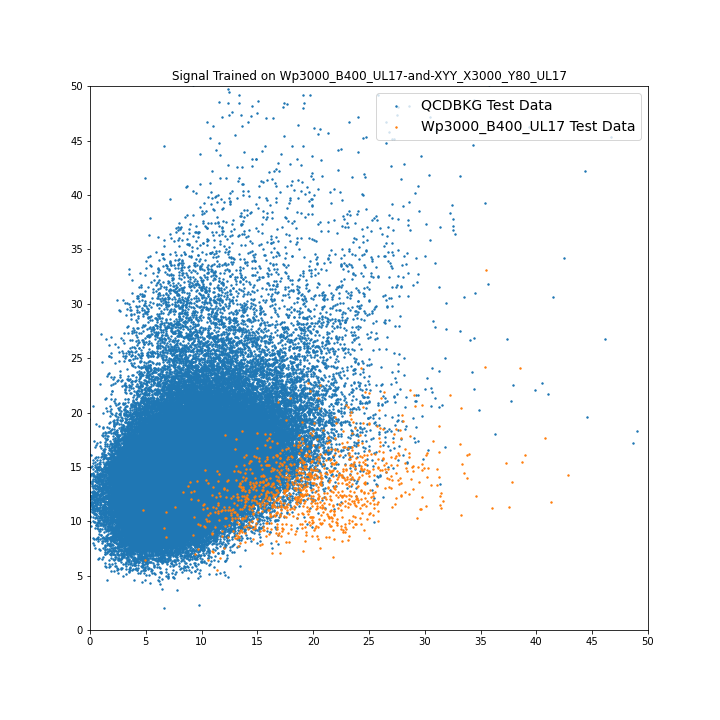 Signal Trained on Wp3000_B400_UL17-and-XYY_X3000_Y80_UL17
QCDBKG Test Data
Wp3000_B400_UL17 Test Data
50
45
40
35
30
25
20
15
10
5
0
0 5 10 15 20 25 30 35 40 45 50